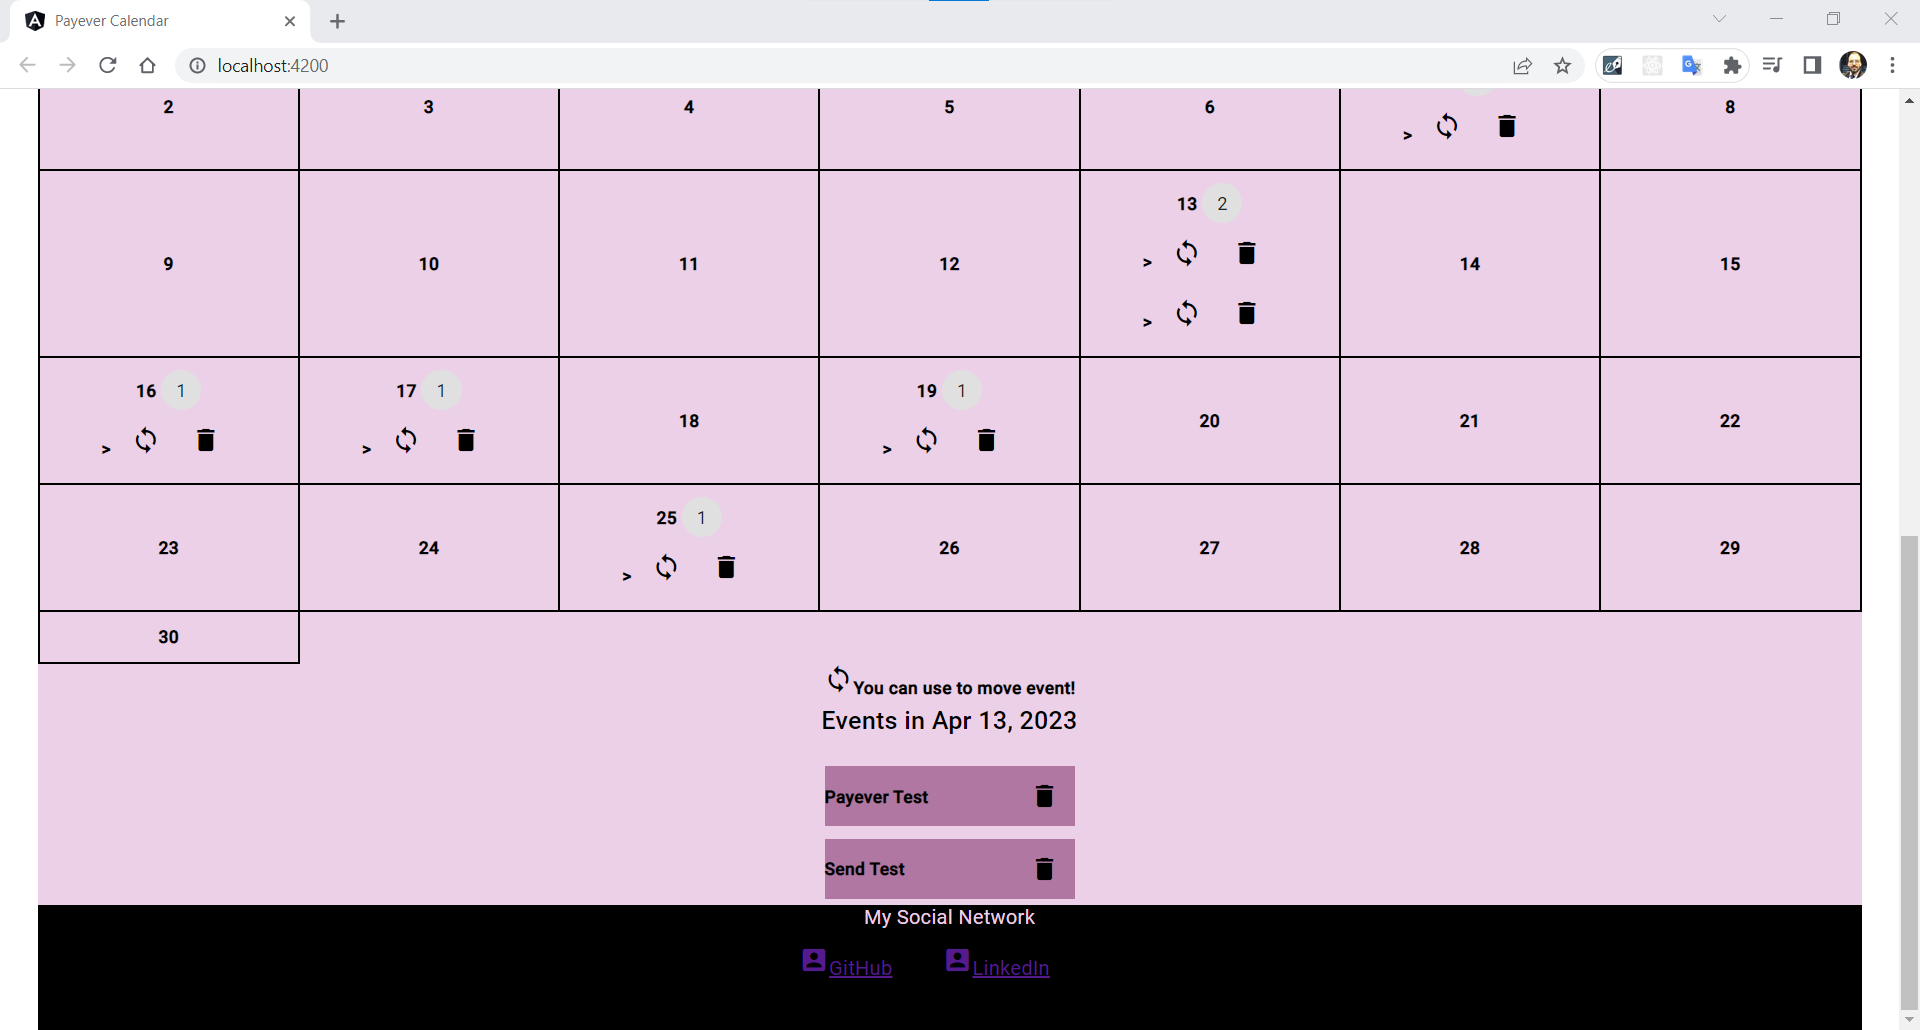 Payever Calendar
localhost:4200
2 3 4 5 6 8
>
9 10 11 12 13 2 14 15
>
>
16 1 17 1 18 19 1 20 21 22
> > >
23 24 25 1 26 27 28 29
>
30
You can use to move event!
Events in Apr 13, 2023
Payever Test
Send Test
My Social Network
GitHub LinkedIn